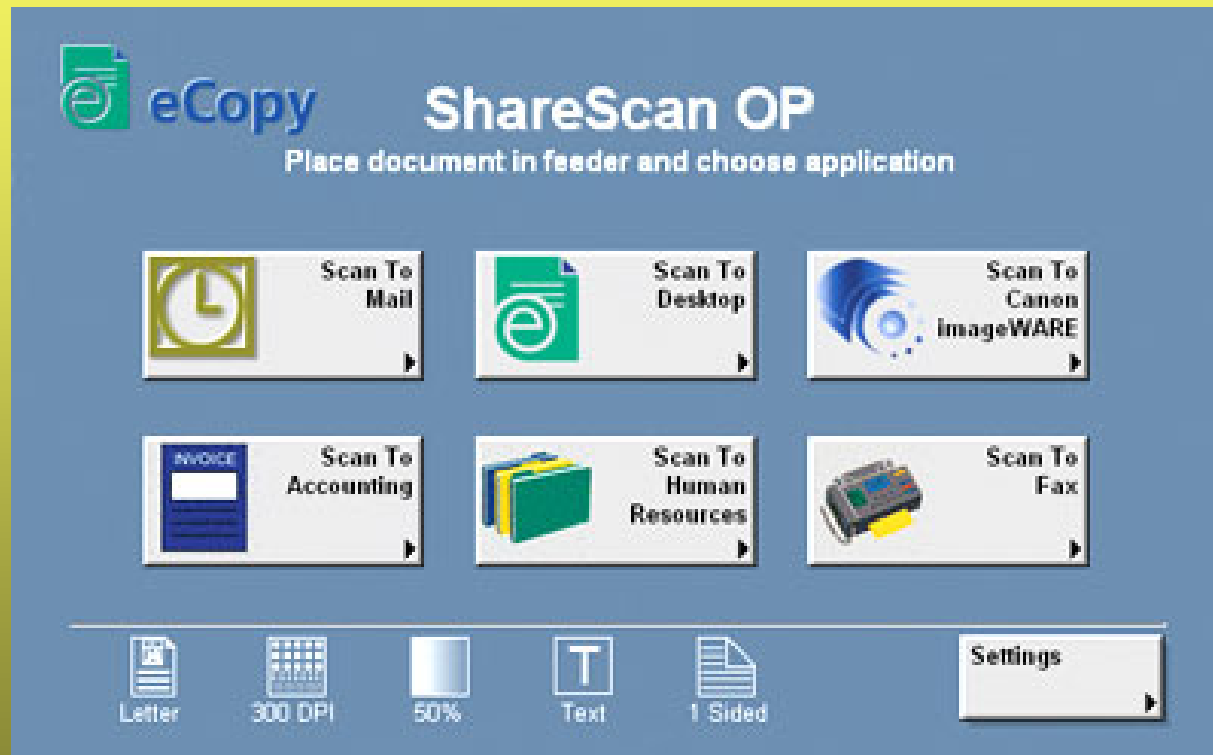 eCopy
ShareScan OP
Place document in feeder and choose application
Scan To
Mail
Scan To
Desktop
Scan To
Canon
imageWARE
INVOICE
Scan To
Accounting
Scan To
Human
Resources
Scan To
Fax
Letter
300 DPI
50%
T
Text
1 Sided
Settings